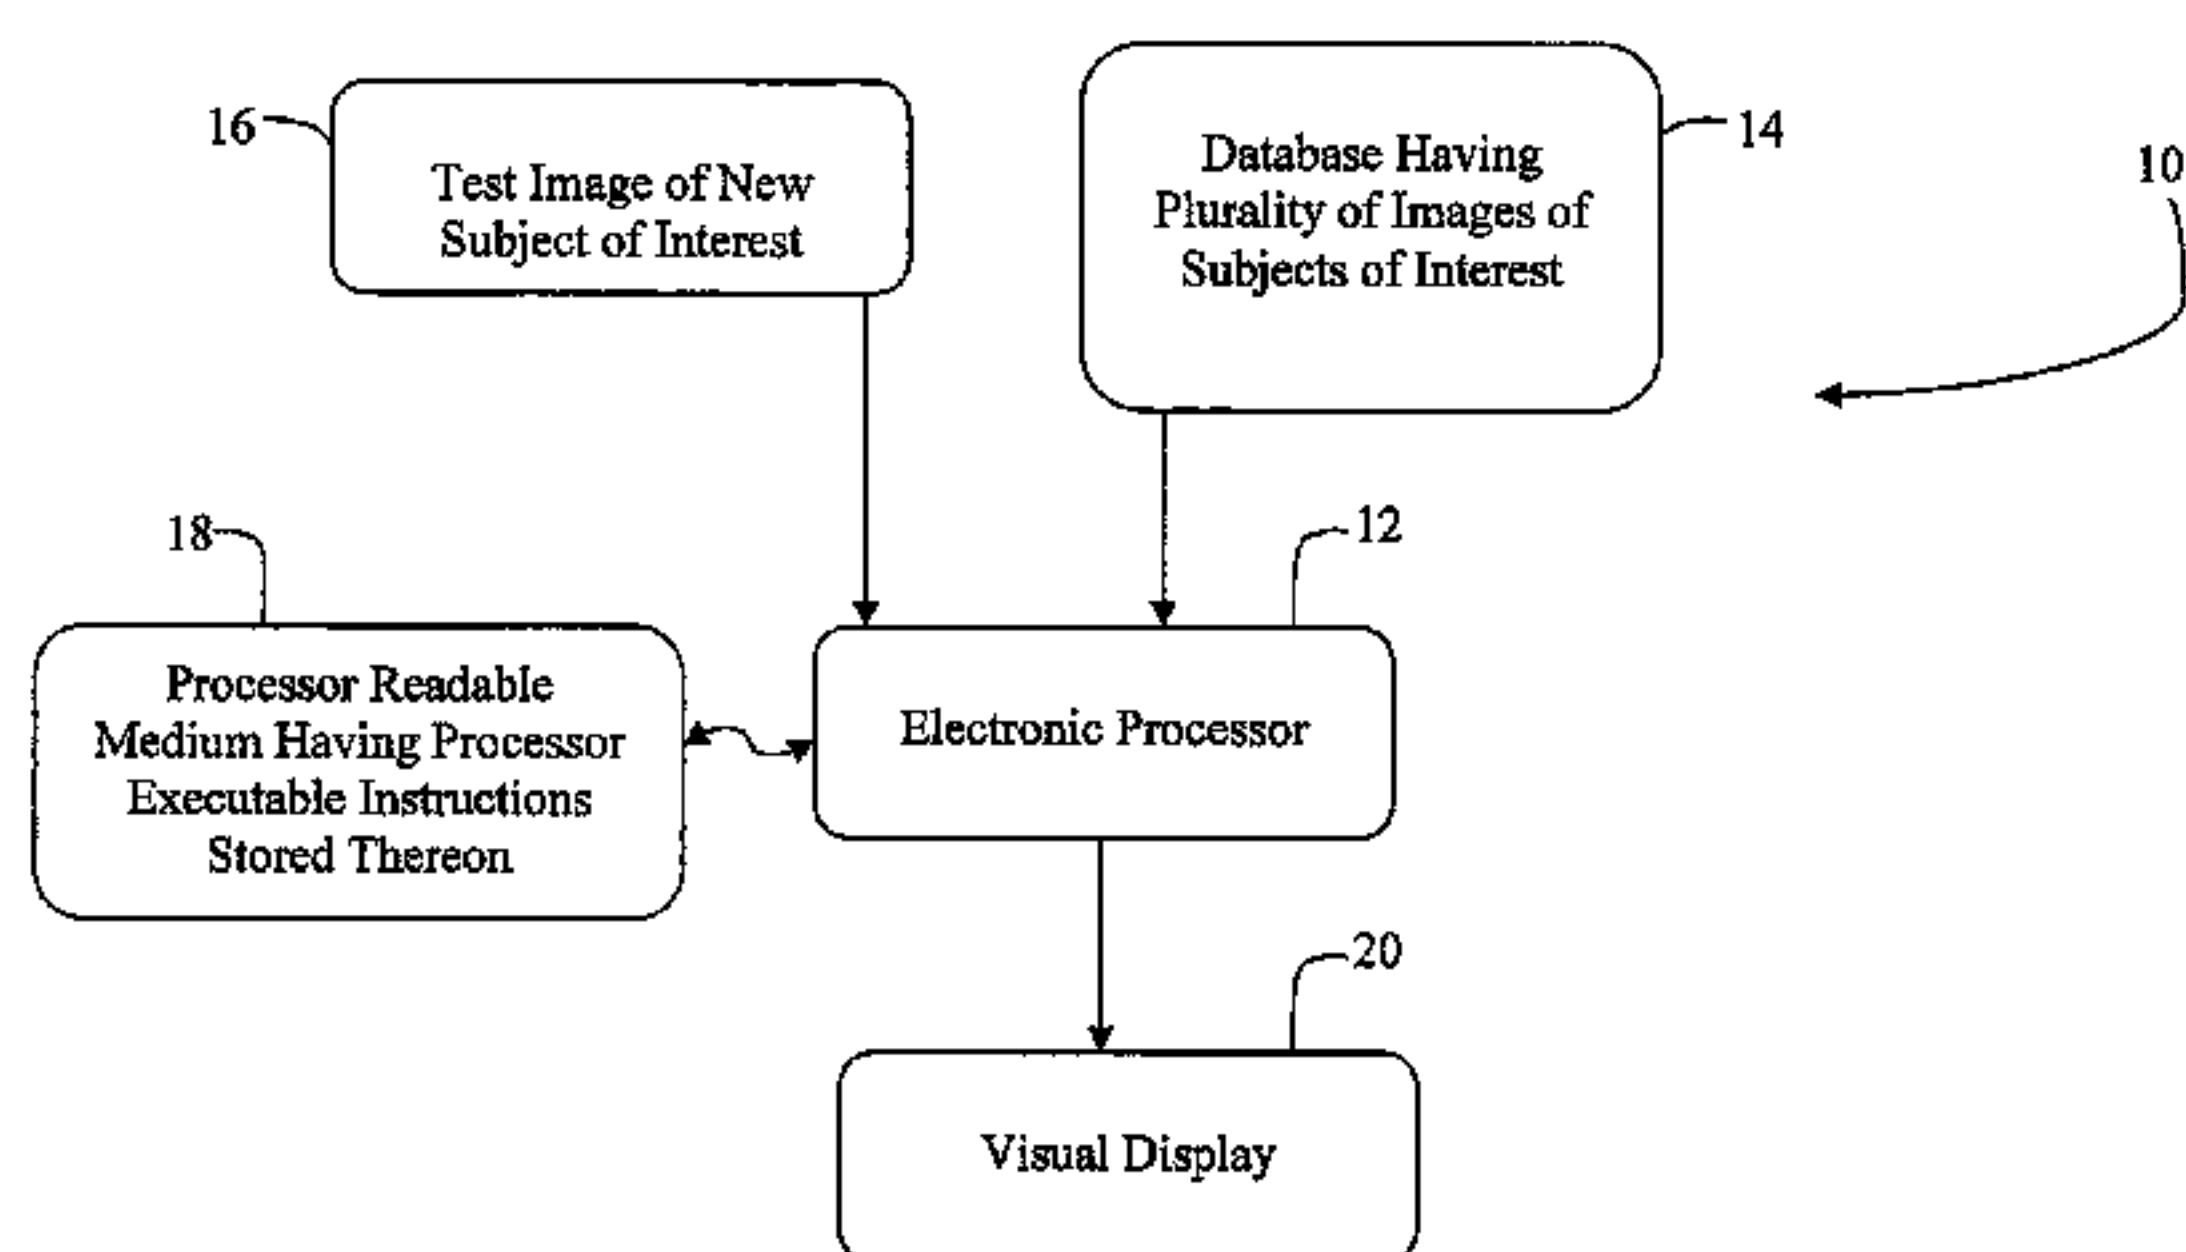 16
Test Image of New
Subject of Interest
Database Having
Plurality of Images of
Subjects of Interest
14
10
18
Processor Readable
Medium Having Processor
Executable Instructions
Stored Thereon
12
Electronic Processor
20
Visual Display